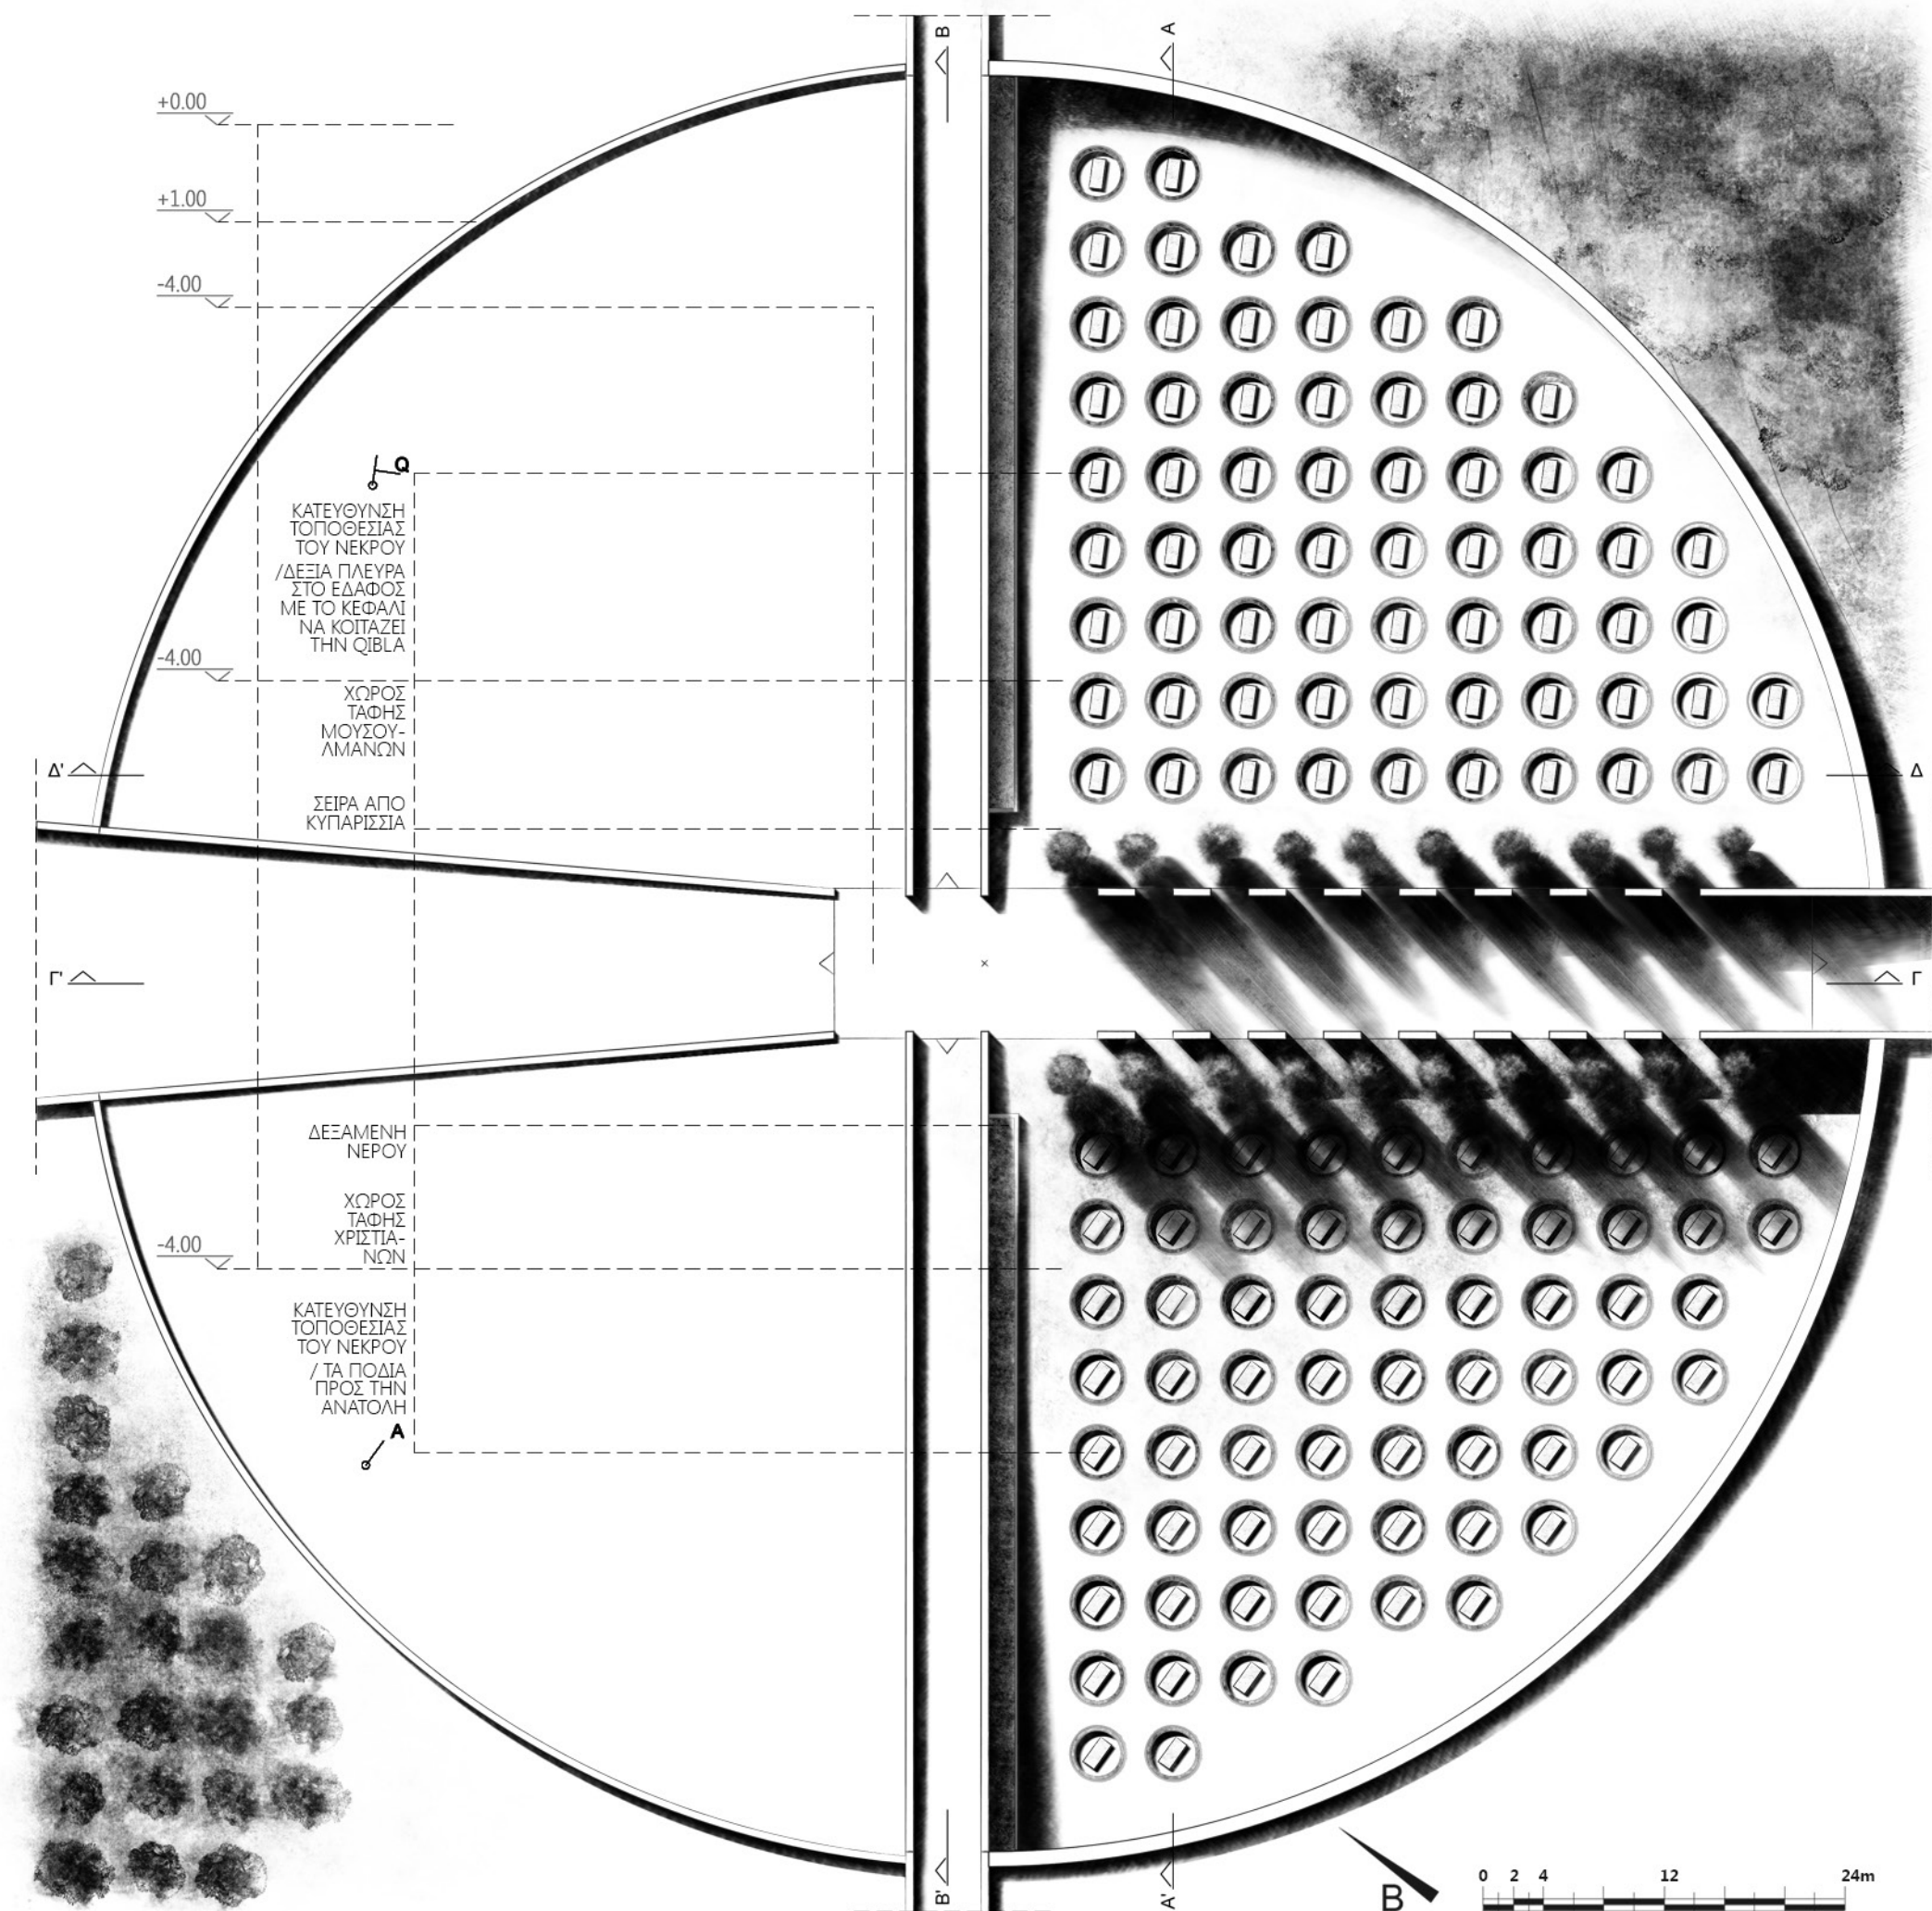 B
A
+0.00
+1.00
-4.00
Q
ΚΑΤΕΥΘΥΝΣΗ
ΤΟΠΟΘΕΣΙΑΣ
ΤΟΥ ΝΕΚΡΟΥ
/ΔΕΞΙΑ ΠΛΕΥΡΑ
ΣΤΟ ΕΔΑΦΟΣ
ΜΕ ΤΟ ΚΕΦΑΛΙ
ΝΑ ΚΟΙΤΑΖΕΙ
ΤΗΝ QIBLA
-4.00
ΧΩΡΟΣ
ΤΑΦΗΣ
ΜΟΥΣΟΥ-
ΛΜΑΝΩΝ
Δ'
Δ
ΣΕΙΡΑ ΑΠΟ
ΚΥΠΑΡΙΣΣΙΑ
Γ'
Γ
ΔΕΞΑΜΕΝΗ
ΝΕΡΟΥ
ΧΩΡΟΣ
ΤΑΦΗΣ
ΧΡΙΣΤΙΑ-
ΝΩΝ
-4.00
ΚΑΤΕΥΘΥΝΣΗ
ΤΟΠΟΘΕΣΙΑΣ
ΤΟΥ ΝΕΚΡΟΥ
/ ΤΑ ΠΟΔΙΑ
ΠΡΟΣ ΤΗΝ
ΑΝΑΤΟΛΗ
A
B'
A'
B
0 2 4 12 24m